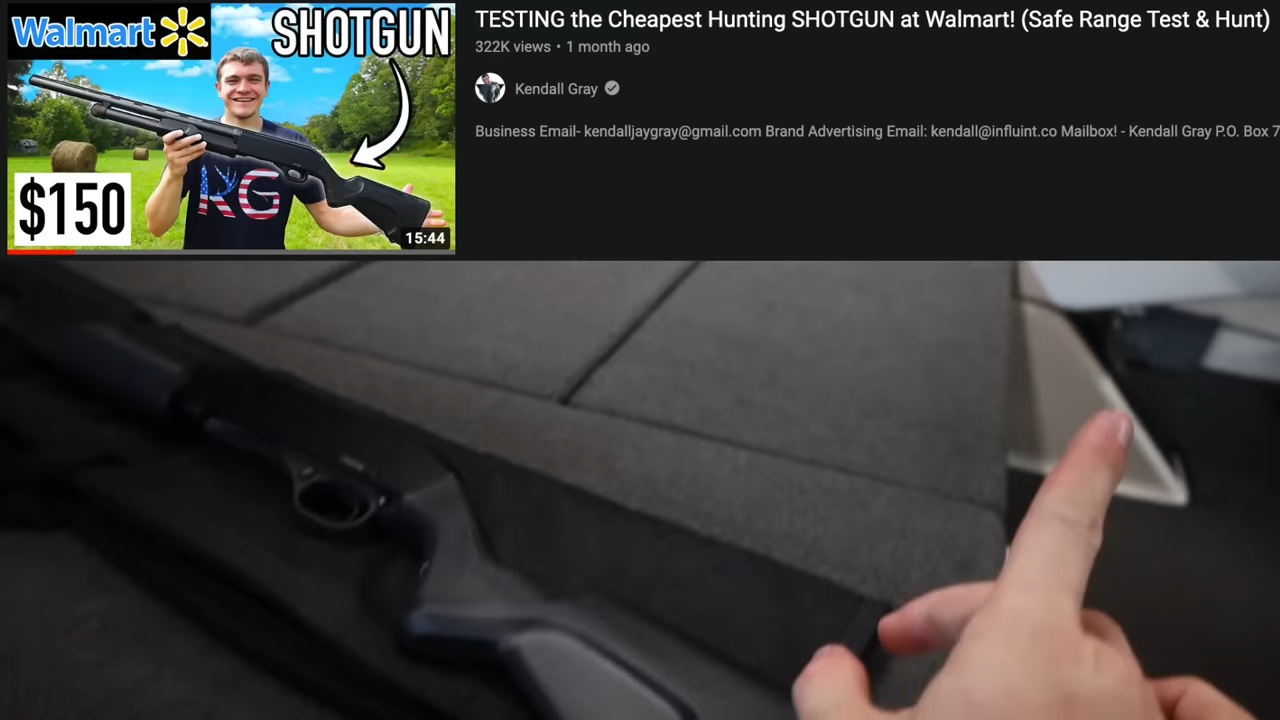 Walmart
SHOTGUN
KG
$150
15:44
TESTING the Cheapest Hunting SHOTGUN at Walmart! (Safe Range Test & Hunt)
322K views • 1 month ago
Kendall Gray
Business Email- kendalljaygray@gmail.com Brand Advertising Email: kendall@influint.co Mailbox! - Kendall Gray P.O. Box 7